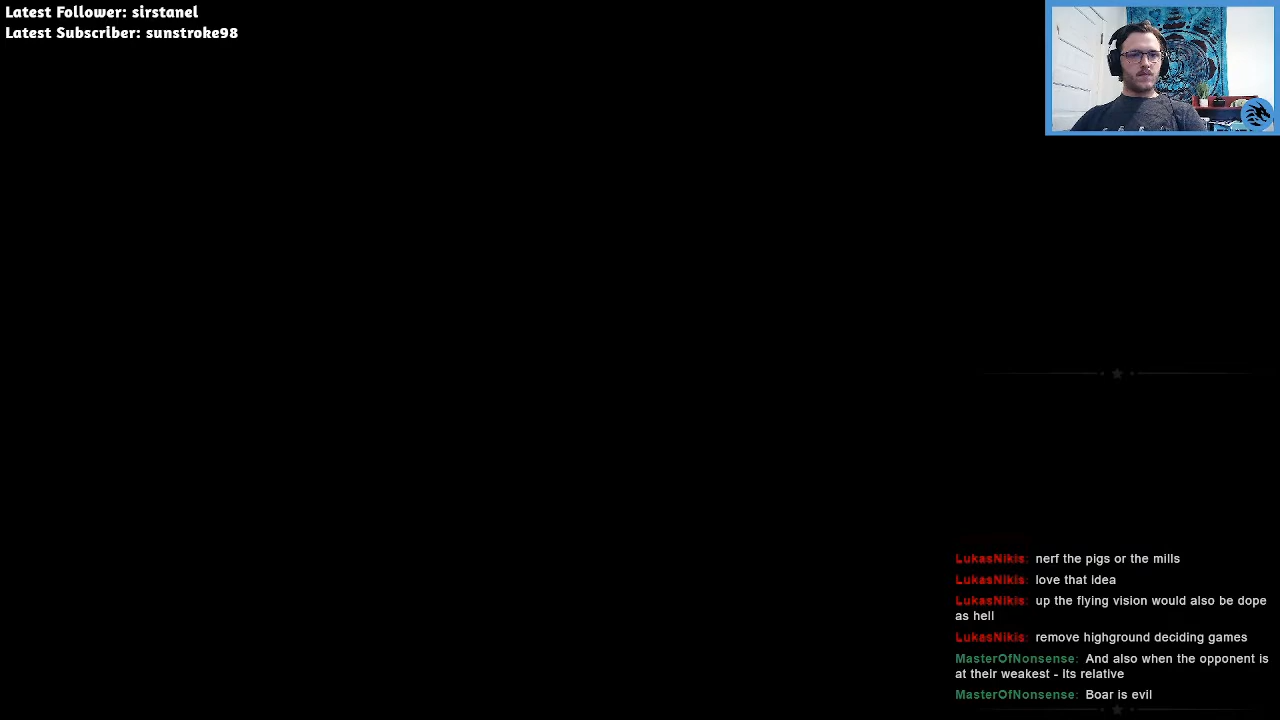 Latest Follower: sirstanel
Latest Subscriber: sunstroke98
LukasNikis: nerf the pigs or the mills
LukasNikis: love that idea
LukasNikis: up the flying vision would also be dope
as hell
LukasNikis: remove highground deciding games
MasterOfNonsense: And also when the opponent is
at their weakest - its relative
MasterOfNonsense: Boar is evil